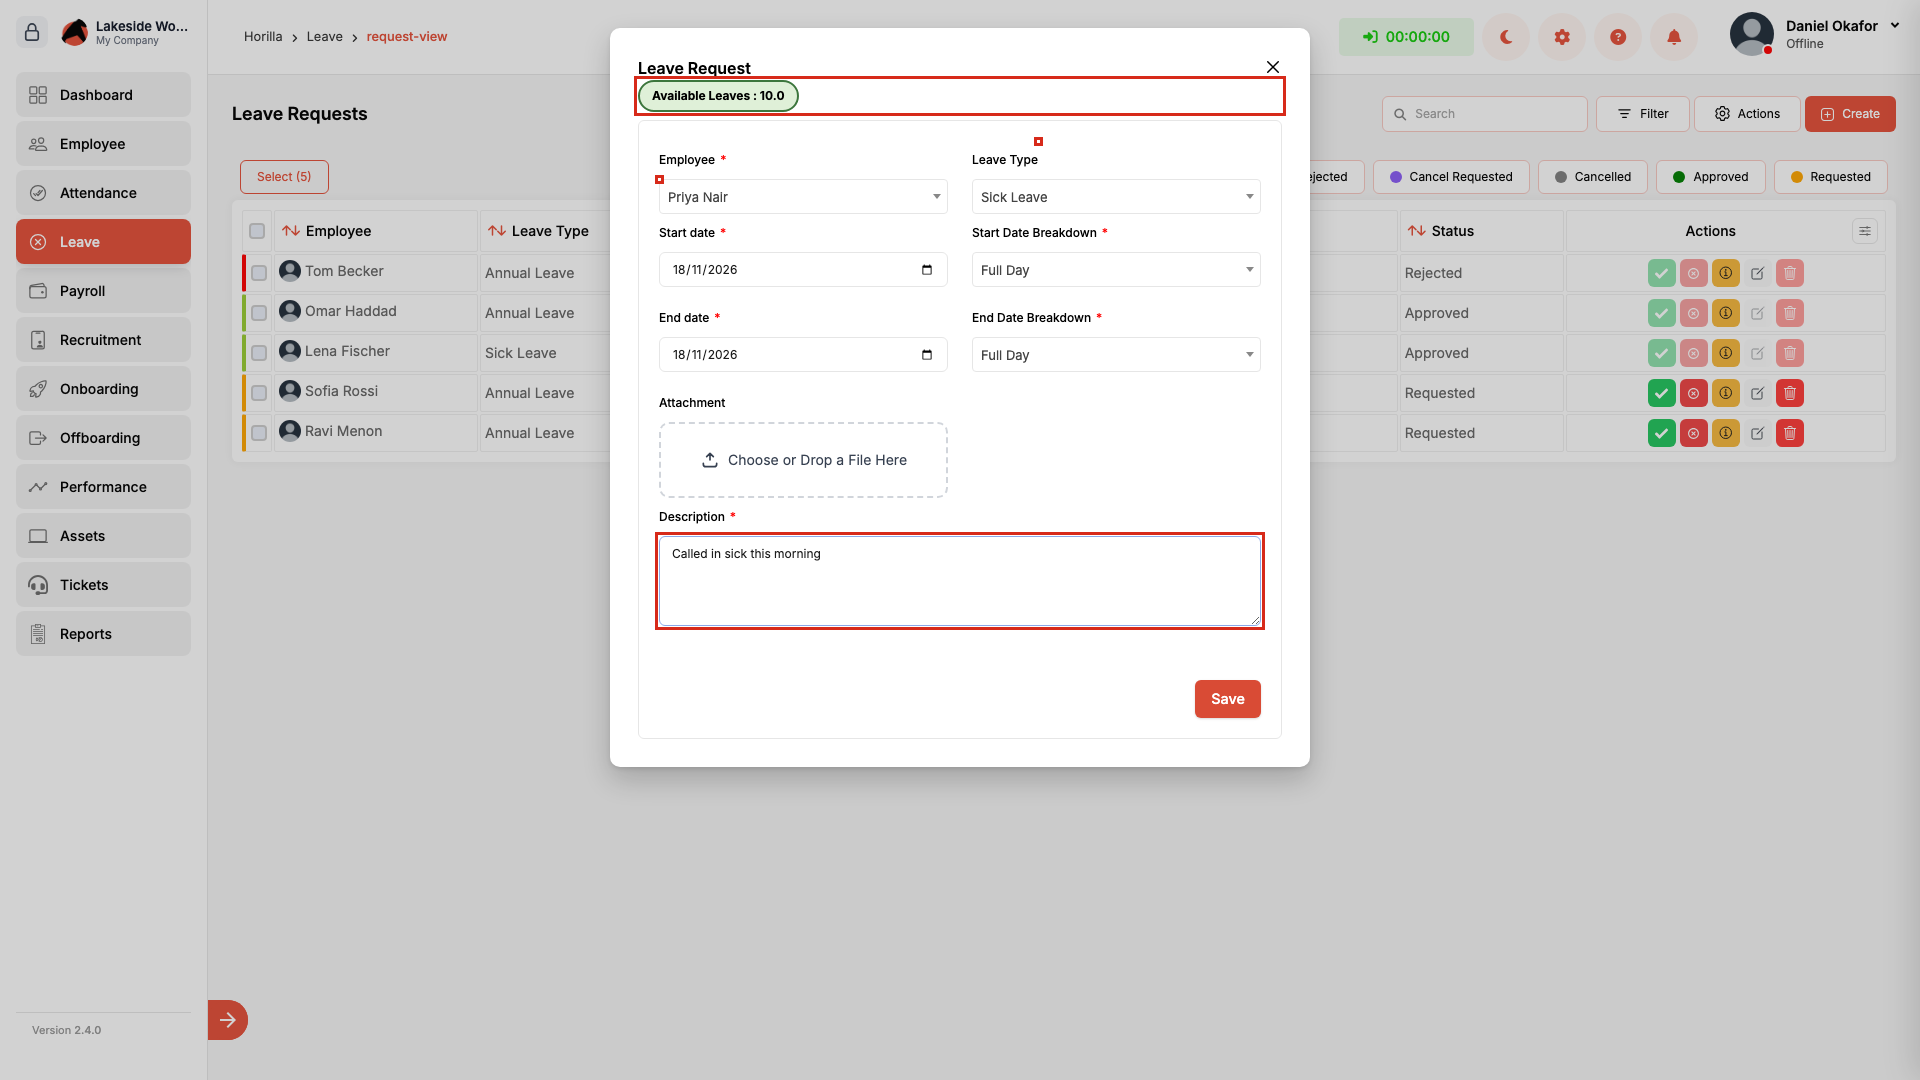 Lakeside Wo...
My Company
Dashboard
Employee
Attendance
Leave
Payroll
Recruitment
Onboarding
Offboarding
Performance
Assets
Tickets
Reports
Version 2.4.0
Horilla > Leave > request-view
00:00:00
Daniel Okafor
Offline
Leave Requests
Search
Filter
Actions
Create
Select (5)
jected
Cancel Requested
Cancelled
Approved
Requested
Employee Leave Type Status Actions
Tom Becker Annual Leave Rejected
Omar Haddad Annual Leave Approved
Lena Fischer Sick Leave Approved
Sofia Rossi Annual Leave Requested
Ravi Menon Annual Leave Requested
Leave Request
Available Leaves : 10.0
Employee * Leave Type
Priya Nair Sick Leave
Start date * Start Date Breakdown *
18/11/2026 Full Day
End date * End Date Breakdown *
18/11/2026 Full Day
Attachment
Choose or Drop a File Here
Description *
Called in sick this morning
Save